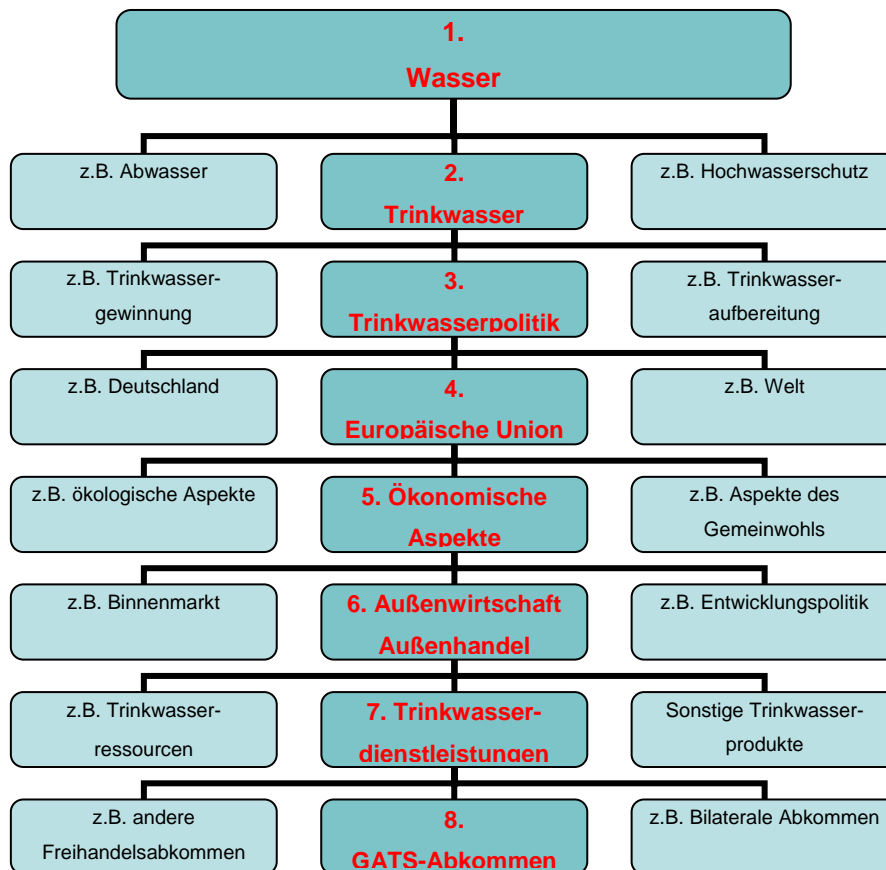 1.
Wasser
z.B. Abwasser
2.
Trinkwasser
z.B. Hochwasserschutz
z.B. Trinkwasser-
gewinnung
3.
Trinkwasserpolitik
z.B. Trinkwasser-
aufbereitung
z.B. Deutschland
4.
Europäische Union
z.B. Welt
z.B. ökologische Aspekte
5. Ökonomische
Aspekte
z.B. Aspekte des
Gemeinwohls
z.B. Binnenmarkt
6. Außenwirtschaft
Außenhandel
z.B. Entwicklungspolitik
z.B. Trinkwasser-
ressourcen
7. Trinkwasser-
dienstleistungen
Sonstige Trinkwasser-
produkte
z.B. andere
Freihandelsabkommen
8.
GATS-Abkommen
z.B. Bilaterale Abkommen